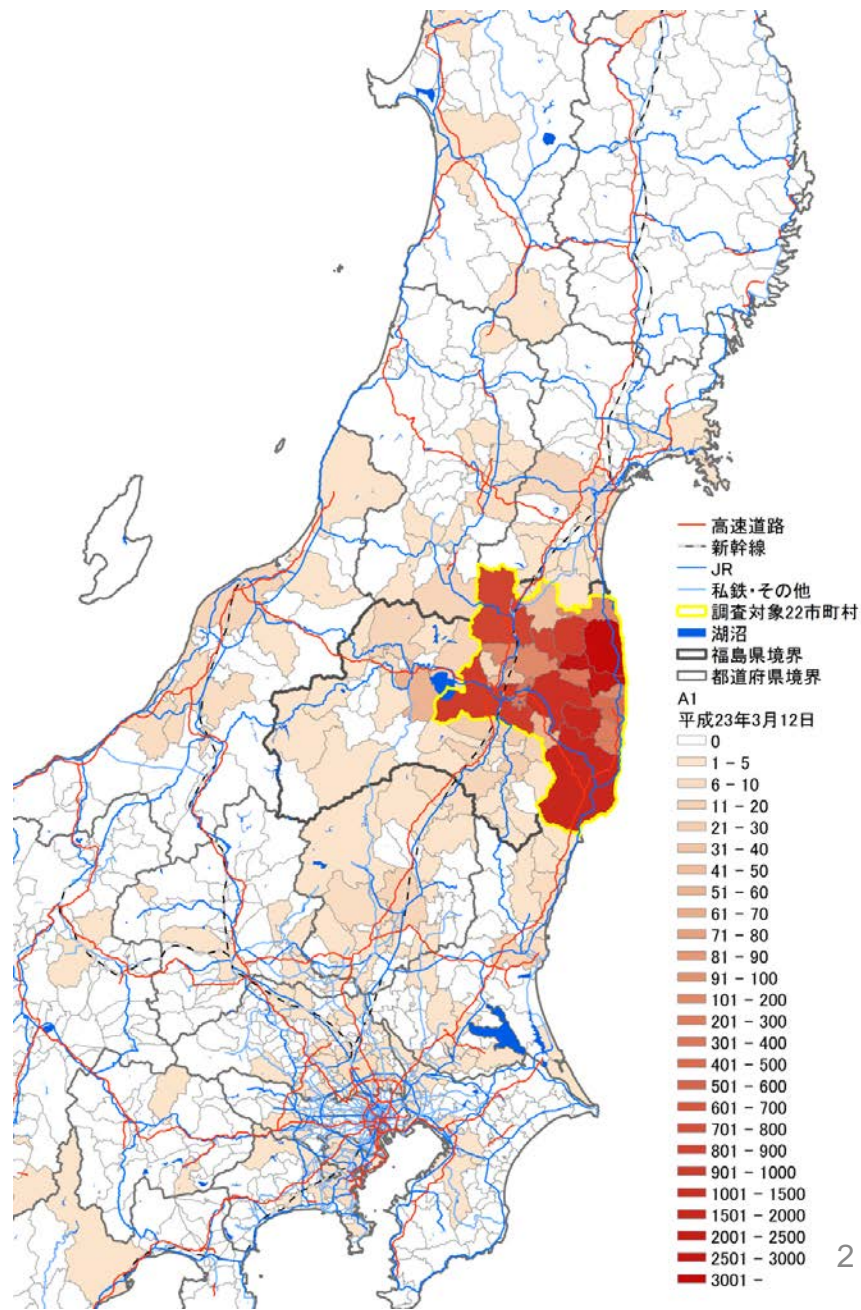 高速道路
新幹線
JR
私鉄・その他
調査対象22市町村
湖沼
福島県境界
都道府県境界
A1
平成23年3月12日
0
1 - 5
6 - 10
11 - 20
21 - 30
31 - 40
41 - 50
51 - 60
61 - 70
71 - 80
81 - 90
91 - 100
101 - 200
201 - 300
301 - 400
401 - 500
501 - 600
601 - 700
701 - 800
801 - 900
901 - 1000
1001 - 1500
1501 - 2000
2001 - 2500
2501 - 3000
3001 -
2